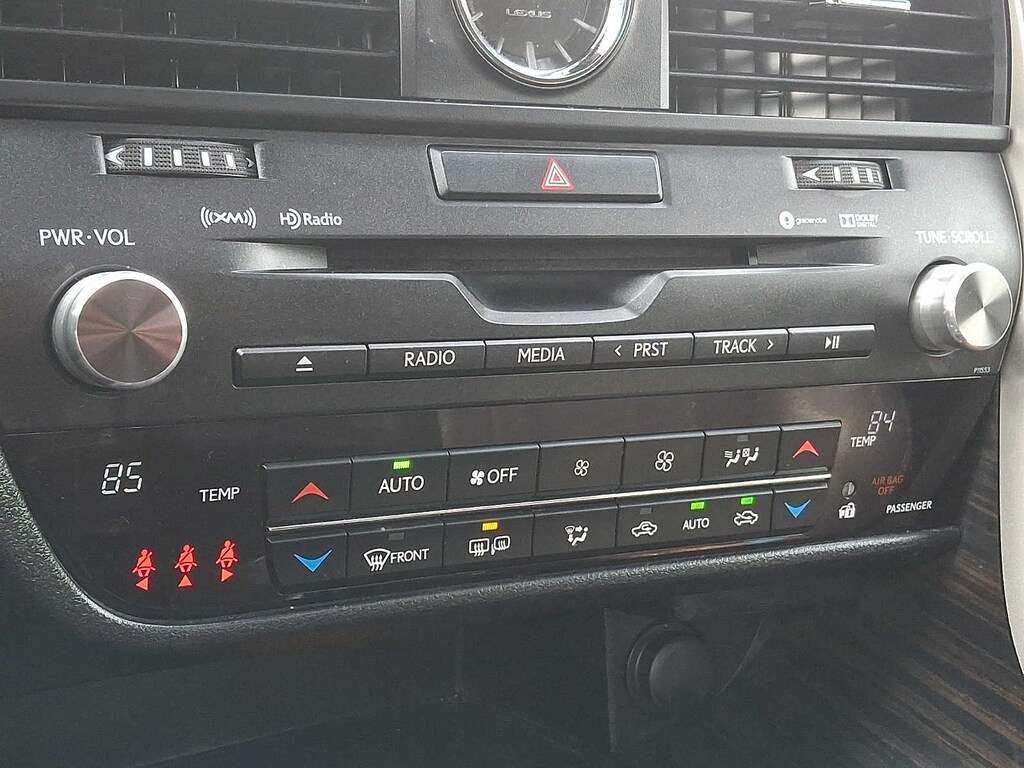 LEXUS
PWR·VOL
((XM))
HD Radio
gracenote
DOLBY
DIGITAL
TUNE·SCROLL
RADIO
MEDIA
< PRST
TRACK >
P11553
85
TEMP
AUTO
OFF
84
TEMP
FRONT
AUTO
AIR BAG
OFF
PASSENGER